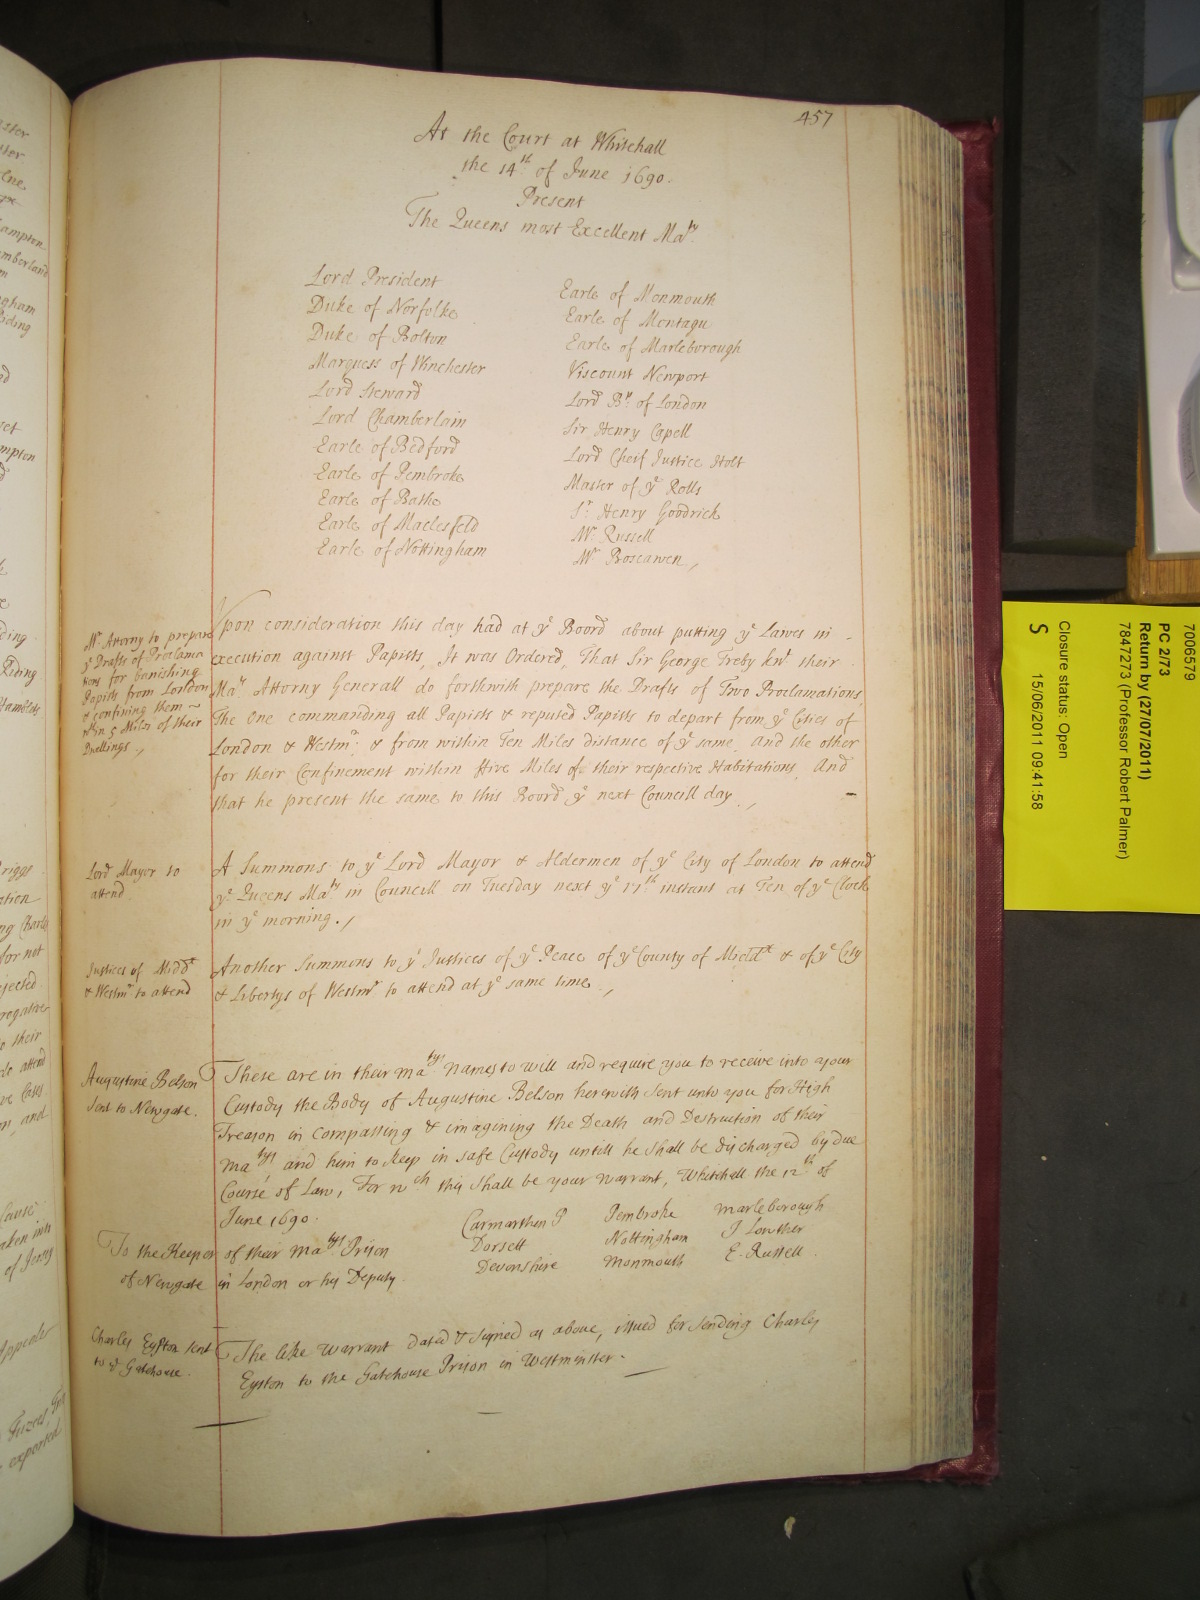 457
At the Court at Whitehall
the 14th of June 1690.
Present
The Queens most Excellent Maty.
Lord President
Duke of Norfolke
Duke of Bolton
Marquess of Winchester
Lord Steward
Lord Chamberlain
Earle of Bedford
Earle of Pembroke
Earle of Bathe
Earle of Maclesfeld
Earle of Nottingham
Earle of Monmouth
Earle of Montagu
Earle of Marleborough
Viscount Newport
Lord Bp. of London
Sir Henry Capell
Lord Cheif Justice Holt
Master of ye Rolls
Sr. Henry Goodrick
Mr. Russell
Mr. Boscawen,
Mr. Attorny to prepare
ye Drafts of Proclama
tions for banishing
Papists from London
& confining them ~
wthin 5 Miles of their
Dwellings.,
Upon consideration this day had at ye Boord about putting ye Lawes in -
execution against Papists, It was Ordered, That Sir George Treby knt. their
Mats. Attorny Generall do forthwith prepare the Drafts of Two Proclamations,
The One commanding all Papists & reputed Papists to depart from ye Cities of
London & Westmr. & from within Ten Miles distance of ye same, And the other
for their Confinement within Five Miles of their respective Habitations, And
that he present the same to this Boord ye next Councill day.,
Lord Mayor to
attend
A Summons to ye Lord Mayor & Aldermen of ye City of London to attend
ye Queens Maty in Councill on Tuesday next ye 17th instant at Ten of ye Clock
in ye morning.,
Justices of Middx
& Westmr to attend
Another Summons to ye Justices of ye Peace of ye County of Middx & of ye City
& Libertys of Westmr to attend at ye same time.,
Augustine Belson
sent to Newgate.
These are in their Matys Names to will and require you to receive into your
Custody the Body of Augustine Belson herewith sent unto you for High
Treason in Compassing & imagining the Death and Destruction of their
Matys and him to keep in safe Custody untill he shall be discharged by due
Course of Law, For wch this shall be your warrant, Whitehall the 12th of
June 1690.
Carmarthen P
Dorsett
Devonshire
Pembroke
Nottingham
Monmouth
Marleborough
J Lowther
E. Russell.
To the Keeper of their Matys Prison
of Newgate in London or his Deputy.
Charles Eyston sent
to ye Gatehouse.
The like warrant dated & signed as above, issued for sending Charles
Eyston to the Gatehouse Prison in Westminster.
7006579
PC 2/73
Return by (27/07/2011)
7847273 (Professor Robert Palmer)
Closure status: Open
15/06/2011 09:41:58
S